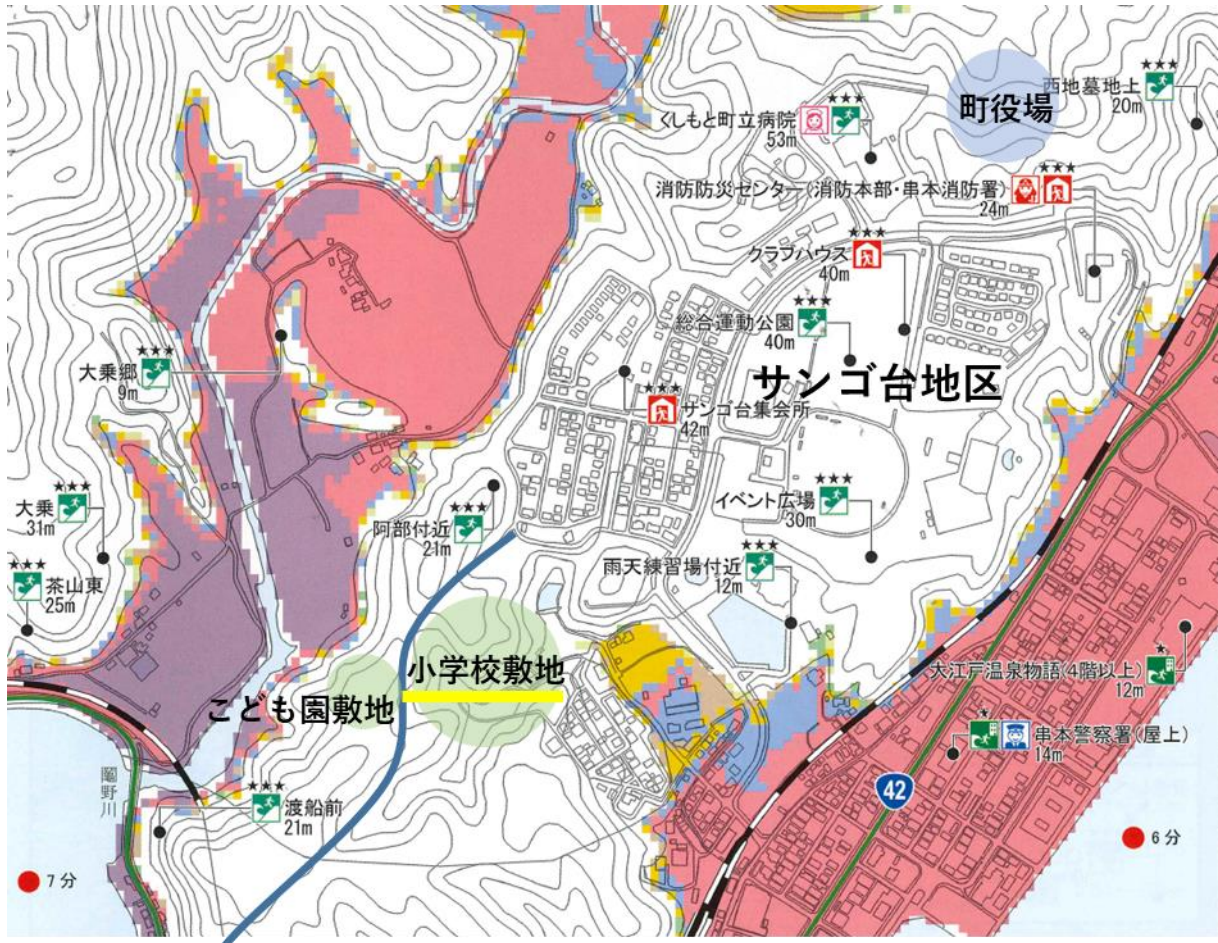 ★★★
西地墓地上
20m
町役場
★★★
くしもと町立病院
53m
★★★
消防防災センター(消防本部・串本消防署)
24m
★★★
クラブハウス
40m
★★★
総合運動公園
40m
サンゴ台地区
★★★
大乗郷
9m
★★★
サンゴ台集会所
42m
★★★
大乗
31m
★★★
阿部付近
21m
★★★
イベント広場
30m
★★★
雨天練習場付近
12m
★★★
茶山東
25m
小学校敷地
こども園敷地
★
大江戸温泉物語(4階以上)
12m
★
串本警察署(屋上)
14m
42
★★★
渡船前
21m
7分
6分